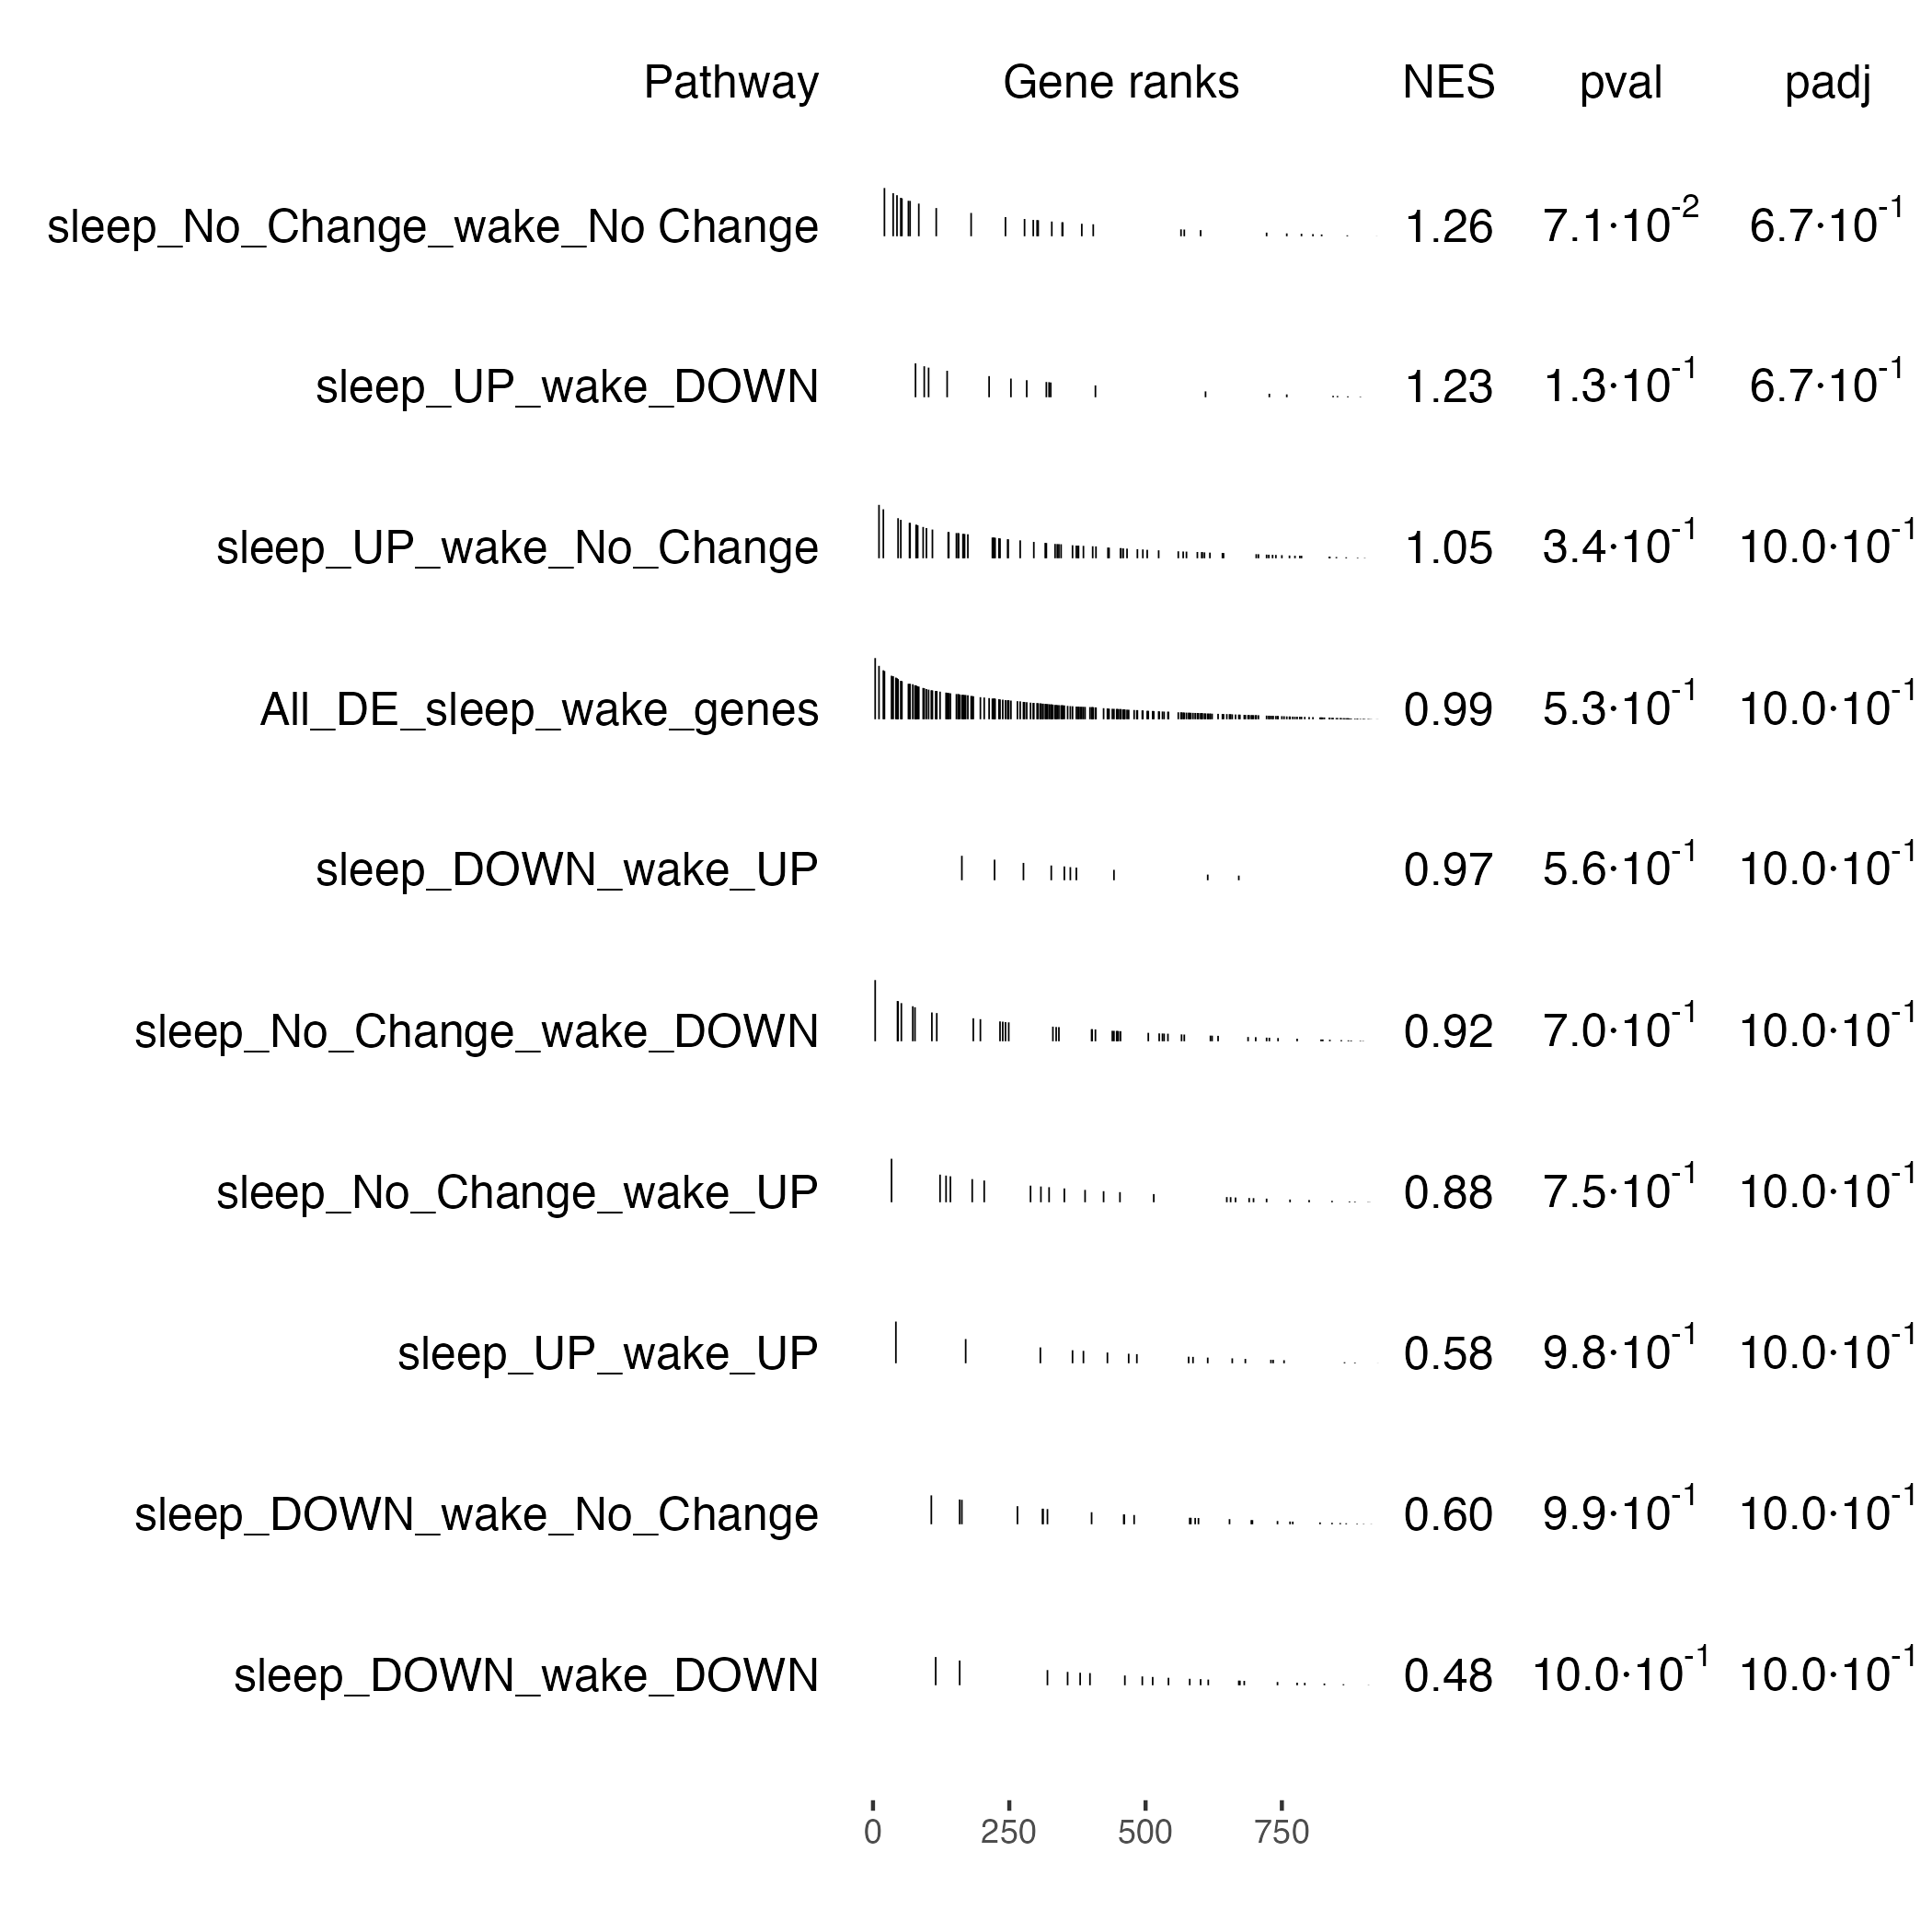 Pathway Gene ranks NES pval padj
sleep_No_Change_wake_No Change 1.26 7.1·10⁻² 6.7·10⁻¹
sleep_UP_wake_DOWN 1.23 1.3·10⁻¹ 6.7·10⁻¹
sleep_UP_wake_No_Change 1.05 3.4·10⁻¹ 10.0·10⁻¹
All_DE_sleep_wake_genes 0.99 5.3·10⁻¹ 10.0·10⁻¹
sleep_DOWN_wake_UP 0.97 5.6·10⁻¹ 10.0·10⁻¹
sleep_No_Change_wake_DOWN 0.92 7.0·10⁻¹ 10.0·10⁻¹
sleep_No_Change_wake_UP 0.88 7.5·10⁻¹ 10.0·10⁻¹
sleep_UP_wake_UP 0.58 9.8·10⁻¹ 10.0·10⁻¹
sleep_DOWN_wake_No_Change 0.60 9.9·10⁻¹ 10.0·10⁻¹
sleep_DOWN_wake_DOWN 0.48 10.0·10⁻¹ 10.0·10⁻¹
0 250 500 750